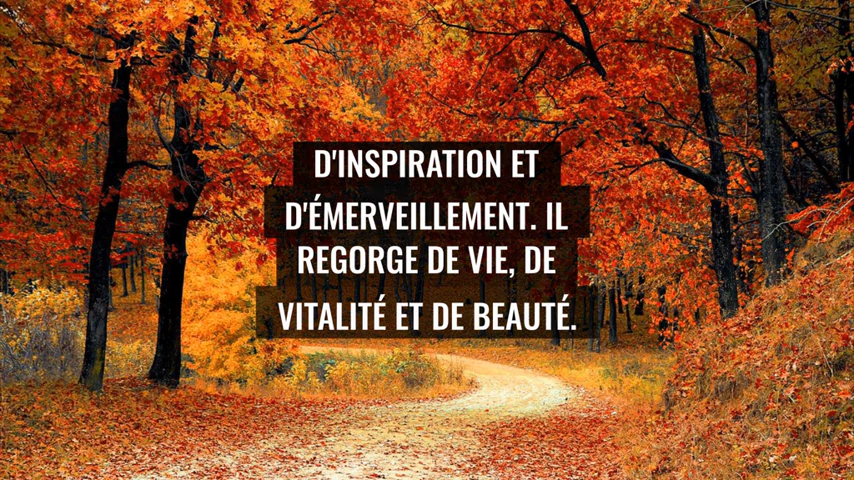 D'INSPIRATION ET
D'ÉMERVEILLEMENT. IL
REGORGE DE VIE, DE
VITALITÉ ET DE BEAUTÉ.